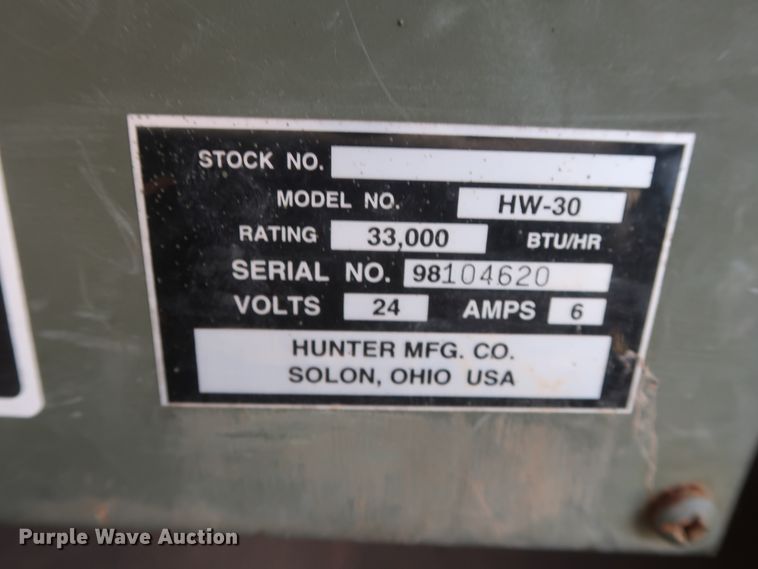 STOCK NO.
MODEL NO. HW-30
RATING 33,000 BTU/HR
SERIAL NO. 98104620
VOLTS 24 AMPS 6
HUNTER MFG. CO.
SOLON, OHIO USA
Purple Wave Auction